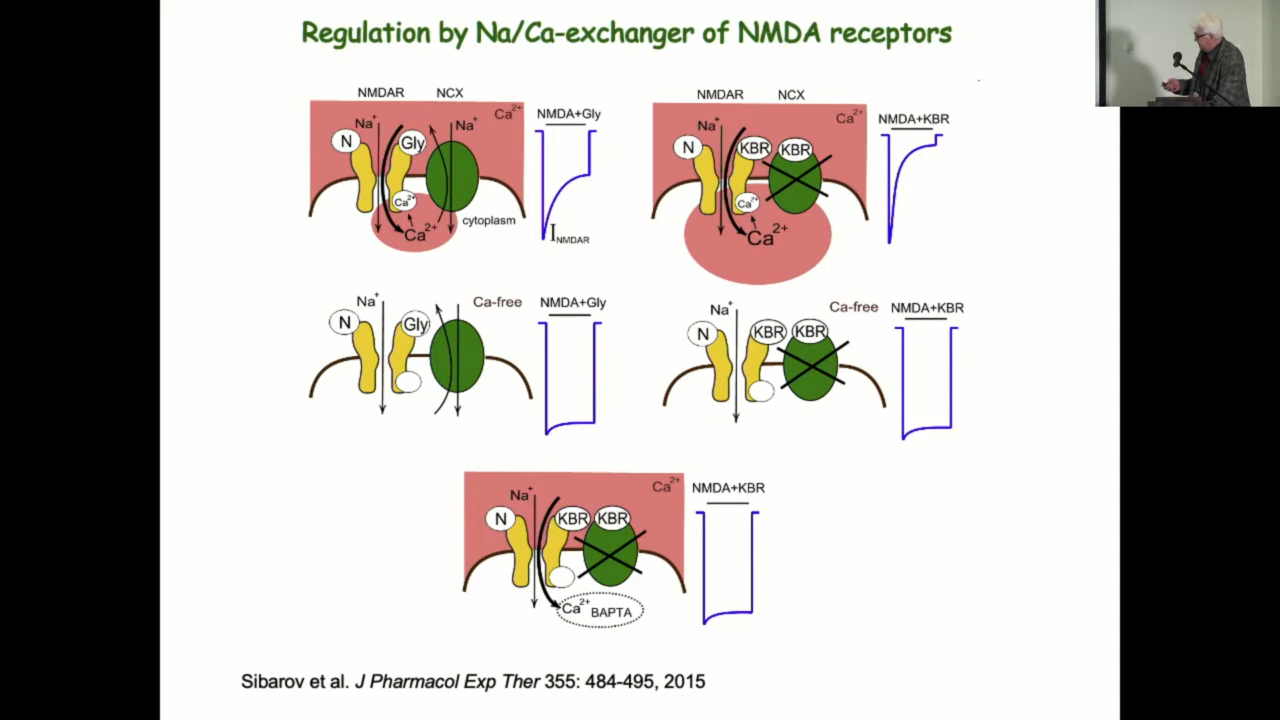 Regulation by Na/Ca-exchanger of NMDA receptors
NMDAR NCX
Na+ Na+ Ca2+
N Gly
Ca2+
Ca2+
cytoplasm
NMDA+Gly
INMDAR
NMDAR NCX
Na+ Ca2+
N KBR KBR
Ca2+
Ca2+
NMDA+KBR
Na+ Ca-free
N Gly
NMDA+Gly
Na+ Ca-free
N KBR KBR
NMDA+KBR
Na+ Ca2+
N KBR KBR
Ca2+ BAPTA
NMDA+KBR
Sibarov et al. J Pharmacol Exp Ther 355: 484-495, 2015